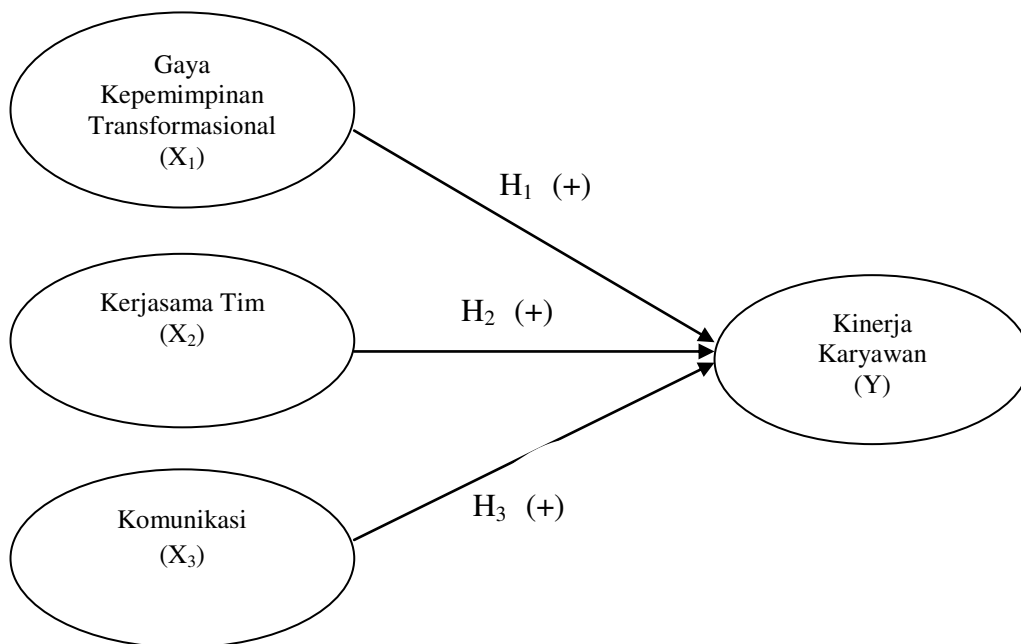 Gaya
Kepemimpinan
Transformasional
(X₁)
H₁ (+)
Kerjasama Tim
(X₂)
H₂ (+)
Kinerja
Karyawan
(Y)
Komunikasi
(X₃)
H₃ (+)